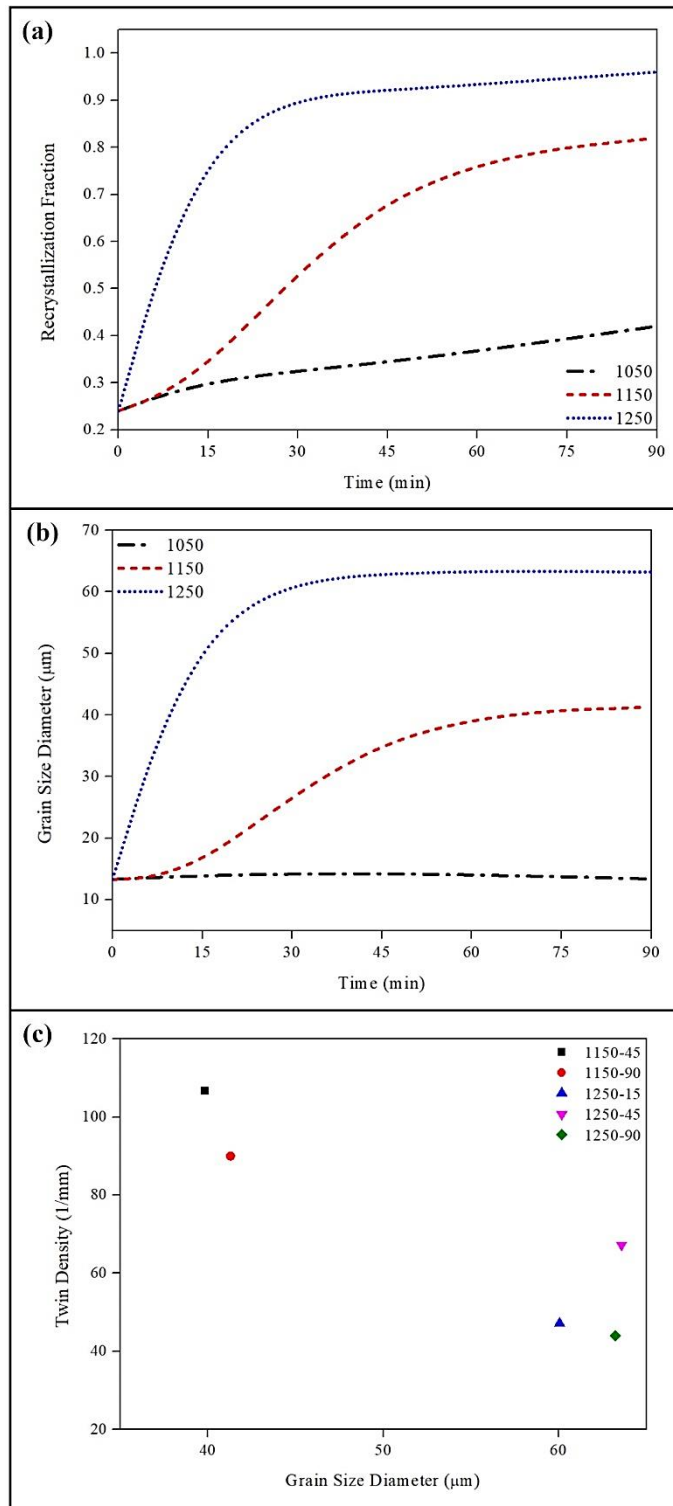 (a)
Recrystallization Fraction
1.0
0.9
0.8
0.7
0.6
0.5
0.4
0.3
0.2
1050
1150
1250
0 15 30 45 60 75 90
Time (min)
(b)
Grain Size Diameter (μm)
70
60
50
40
30
20
10
1050
1150
1250
0 15 30 45 60 75 90
Time (min)
(c)
Twin Density (1/mm)
120
100
80
60
40
20
1150-45
1150-90
1250-15
1250-45
1250-90
40 50 60
Grain Size Diameter (μm)